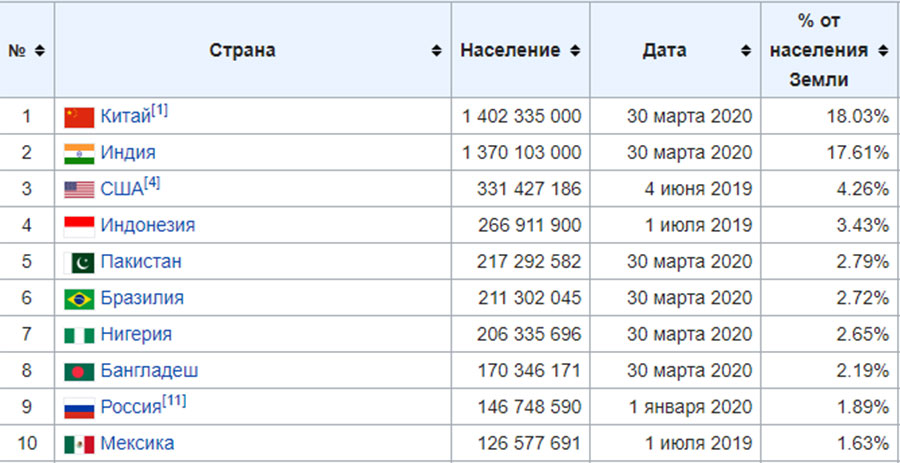 № Страна Население Дата % от населения Земли
1 Китай[1] 1 402 335 000 30 марта 2020 18.03%
2 Индия 1 370 103 000 30 марта 2020 17.61%
3 США[4] 331 427 186 4 июня 2019 4.26%
4 Индонезия 266 911 900 1 июля 2019 3.43%
5 Пакистан 217 292 582 30 марта 2020 2.79%
6 Бразилия 211 302 045 30 марта 2020 2.72%
7 Нигерия 206 335 696 30 марта 2020 2.65%
8 Бангладеш 170 346 171 30 марта 2020 2.19%
9 Россия[11] 146 748 590 1 января 2020 1.89%
10 Мексика 126 577 691 1 июля 2019 1.63%